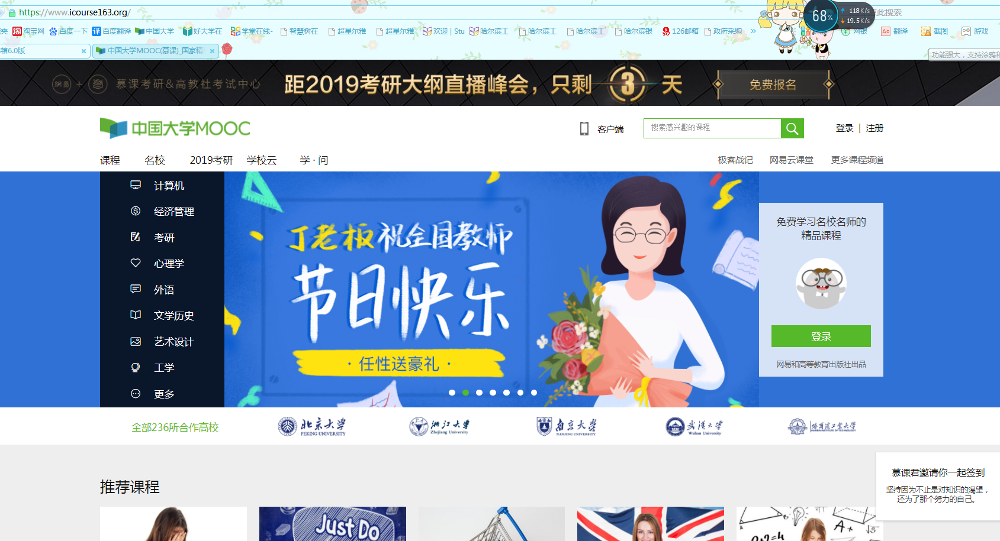 https://www.icourse163.org/
68%
118K/s
19.5K/s
点此搜索
夹 淘宝网 百度一下 百度翻译 中国大学 好大学在 学堂在线- 智慧树在 超星尔雅 超星尔雅 欢迎 | Stu 哈尔滨工 哈尔滨工 哈尔滨工 哈尔滨银 126邮箱 政府采购 » 网银 翻译 截图 游戏
箱6.0版 中国大学MOOC(慕课)_国家精
功能强大，支持涂鸦和
網易 + 慕课考研&高教社考试中心 距2019考研大纲直播峰会，只剩 3 天 免费报名
中国大学MOOC 客户端 搜索感兴趣的课程 登录 | 注册
课程 名校 2019考研 学校云 学·问 极客战记 网易云课堂 更多课程频道
计算机
经济管理
考研
心理学
外语
文学历史
艺术设计
工学
更多
丁老板祝全国教师
节日快乐
· 任性送豪礼 ·
免费学习名校名师的
精品课程
登录
网易和高等教育出版社出品
全部236所合作高校 北京大学 PEKING UNIVERSITY 浙江大学 Zhejiang University 南京大学 NANJING UNIVERSITY 武汉大学 Wuhan University 哈尔滨工业大学 HARBIN INSTITUTE OF TECHNOLOGY
推荐课程
慕课君邀请你一起签到
坚持因为不止是对知识的渴望，
还为了那个努力的自己。
Just Do
A+
√3
2+2=4